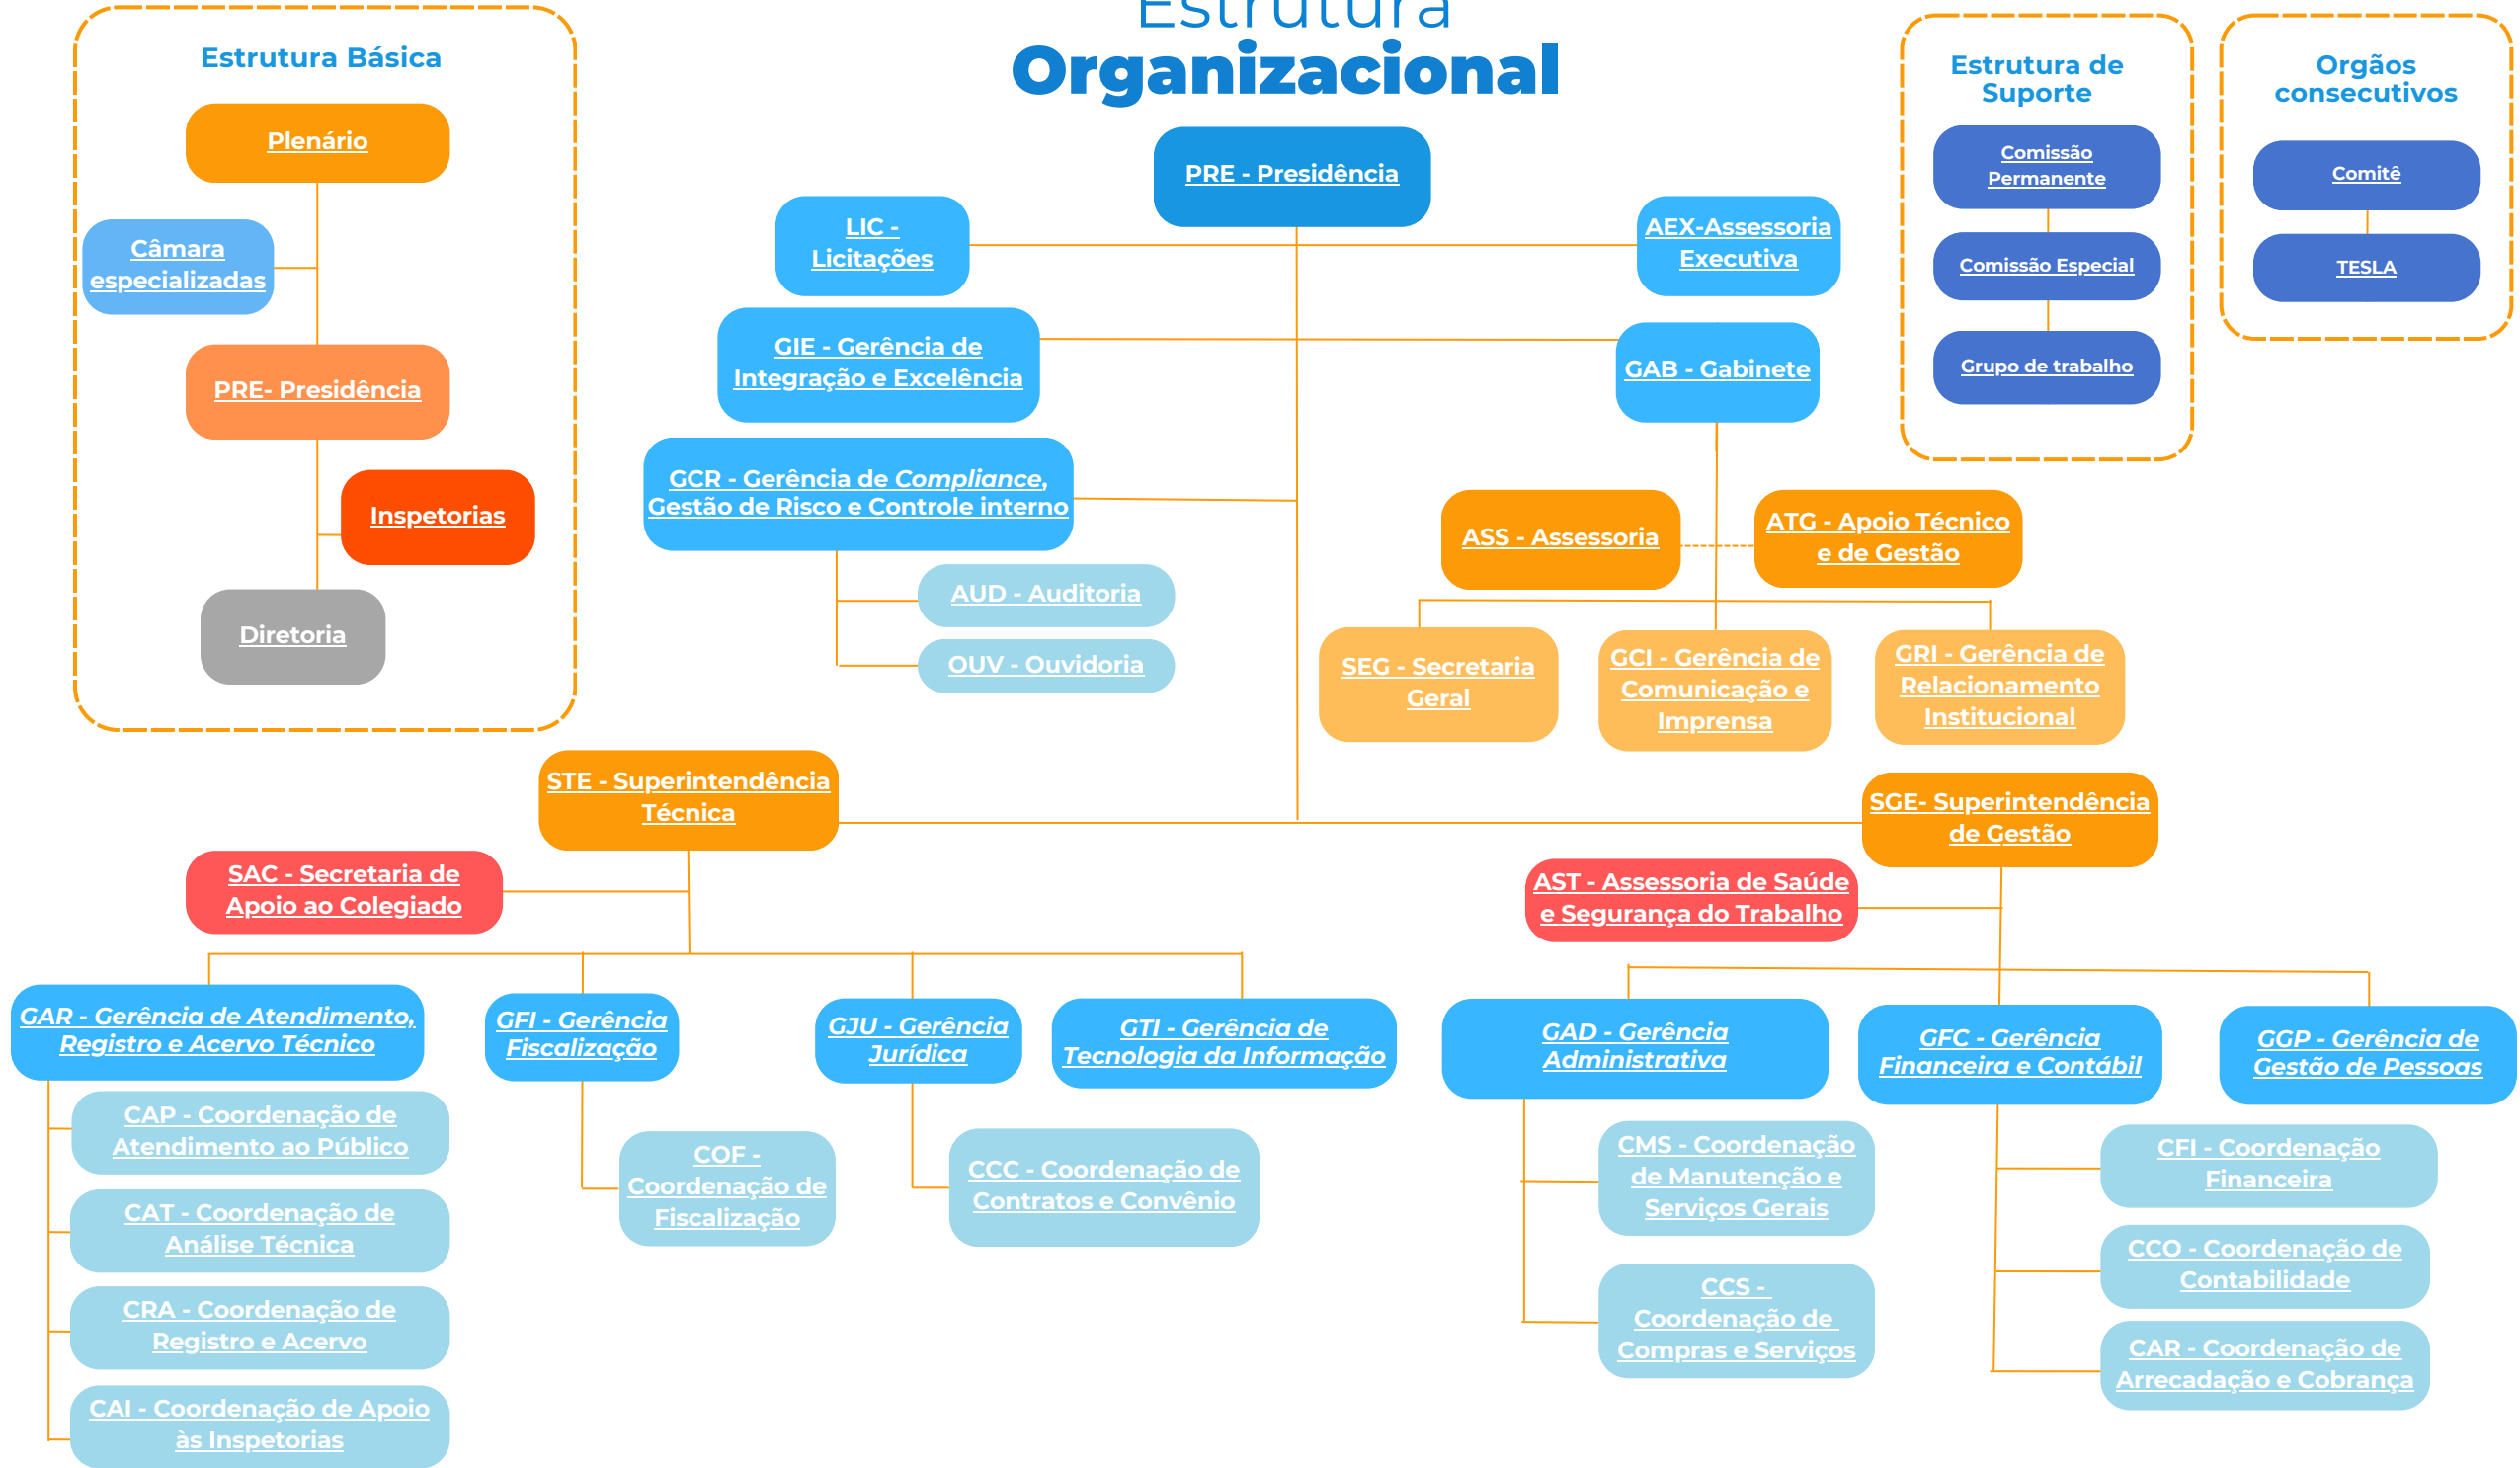 Estrutura
Organizacional
Estrutura Básica
Plenário
Câmara
especializadas
PRE- Presidência
Inspetorias
Diretoria
Estrutura de
Suporte
Comissão
Permanente
Comissão Especial
Grupo de trabalho
Orgãos
consecutivos
Comitê
TESLA
PRE - Presidência
LIC -
Licitações
AEX-Assessoria
Executiva
GIE - Gerência de
Integração e Excelência
GAB - Gabinete
GCR - Gerência de Compliance,
Gestão de Risco e Controle interno
AUD - Auditoria
OUV - Ouvidoria
ASS - Assessoria
ATG - Apoio Técnico
e de Gestão
SEG - Secretaria
Geral
GCI - Gerência de
Comunicação e
Imprensa
GRI - Gerência de
Relacionamento
Institucional
STE - Superintendência
Técnica
SGE- Superintendência
de Gestão
SAC - Secretaria de
Apoio ao Colegiado
AST - Assessoria de Saúde
e Segurança do Trabalho
GAR - Gerência de Atendimento,
Registro e Acervo Técnico
GFI - Gerência
Fiscalização
GJU - Gerência
Jurídica
GTI - Gerência de
Tecnologia da Informação
GAD - Gerência
Administrativa
GFC - Gerência
Financeira e Contábil
GGP - Gerência de
Gestão de Pessoas
CAP - Coordenação de
Atendimento ao Público
CAT - Coordenação de
Análise Técnica
CRA - Coordenação de
Registro e Acervo
CAI - Coordenação de Apoio
às Inspetorias
COF -
Coordenação de
Fiscalização
CCC - Coordenação de
Contratos e Convênio
CMS - Coordenação
de Manutenção e
Serviços Gerais
CCS -
Coordenação de
Compras e Serviços
CFI - Coordenação
Financeira
CCO - Coordenação de
Contabilidade
CAR - Coordenação de
Arrecadação e Cobrança